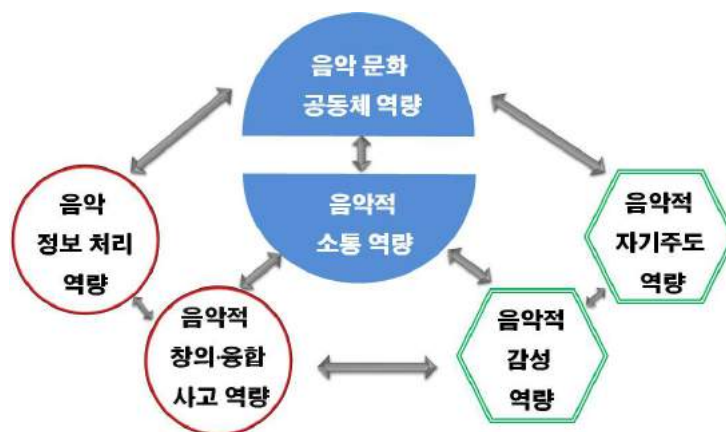 음악 문화
공동체 역량
음악적
소통 역량
음악
정보 처리
역량
음악적
자기주도
역량
음악적
창의·융합
사고 역량
음악적
감성
역량